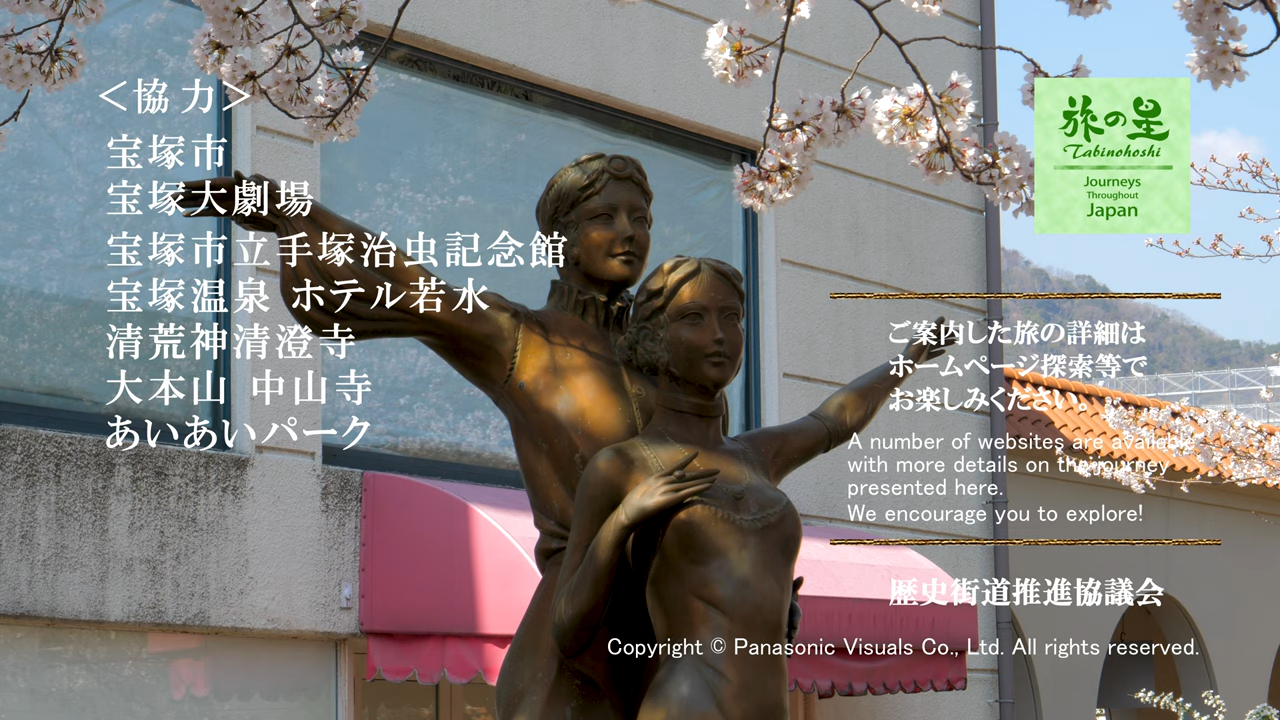 ＜協 力＞
宝塚市
宝塚大劇場
宝塚市立手塚治虫記念館
宝塚温泉 ホテル若水
清荒神清澄寺
大本山 中山寺
あいあいパーク
旅の星
Tabinohoshi
Journeys
Throughout
Japan
ご案内した旅の詳細は
ホームページ探索等で
お楽しみください。
A number of websites are available
with more details on the journey
presented here.
We encourage you to explore!
歴史街道推進協議会
Copyright © Panasonic Visuals Co., Ltd. All rights reserved.